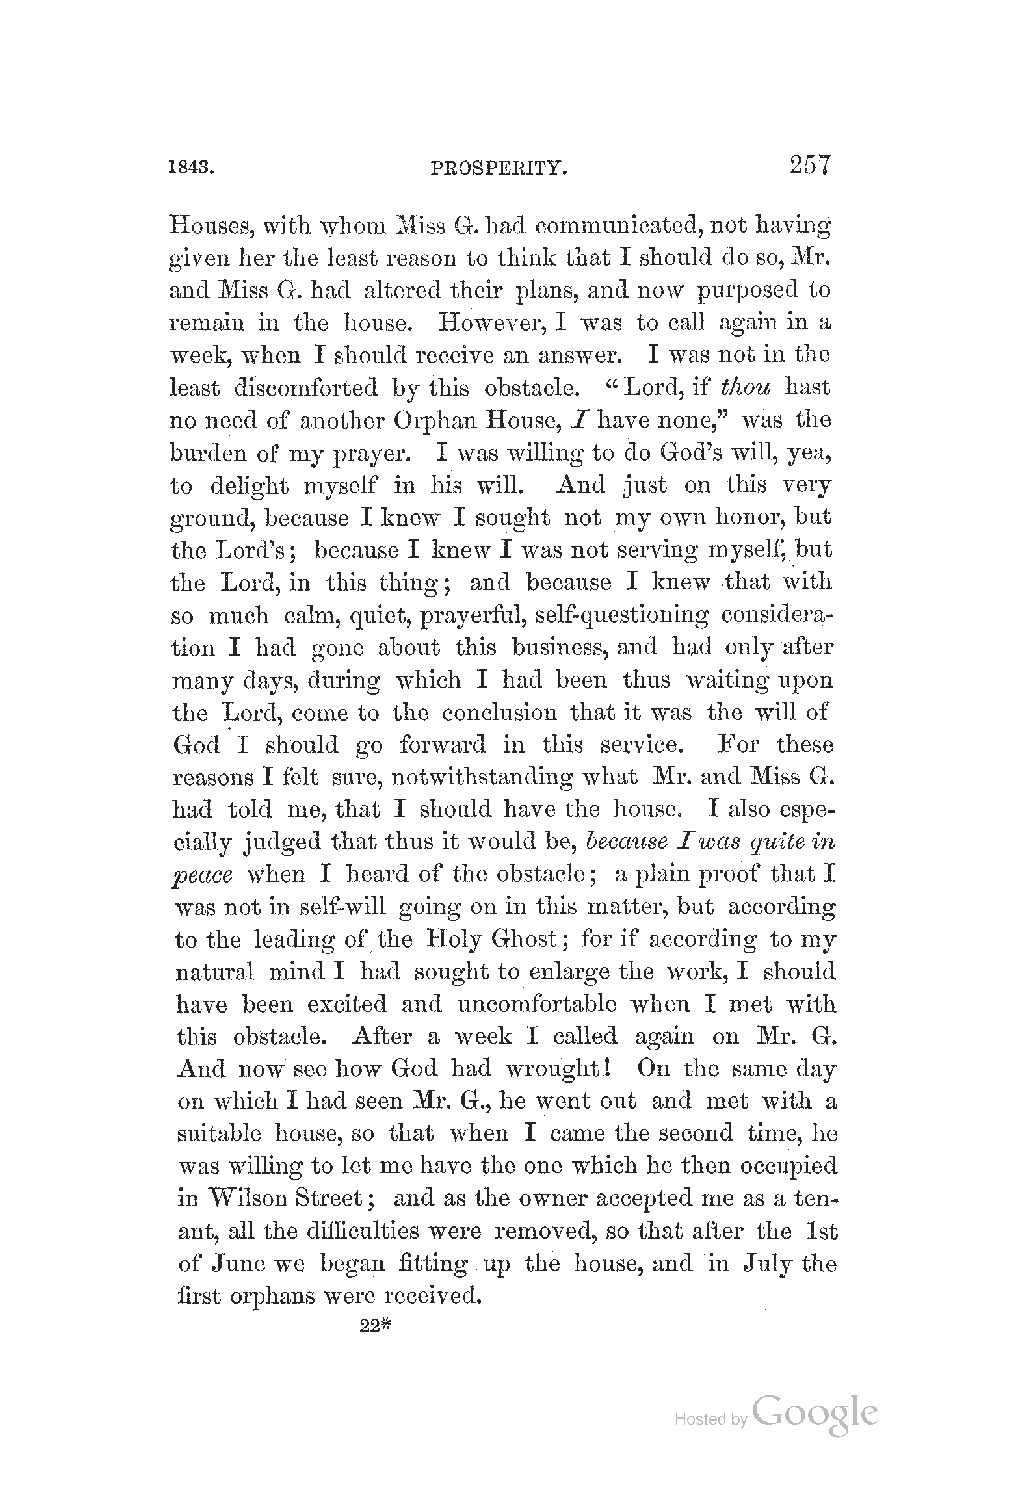 1843. PROSPERITY. 257
Houses, with whom Miss G. had communicated, not having
given her the least reason to think that I should do so, Mr.
and Miss G. had altered their plans, and now purposed to
remain in the house. However, I was to call again in a
week, when I should receive an answer. I was not in the
least discomforted by this obstacle. “Lord, if thou hast
no need of another Orphan House, I have none,” was the
burden of my prayer. I was willing to do God’s will, yea,
to delight myself in his will. And just on this very
ground, because I knew I sought not my own honor, but
the Lord’s; because I knew I was not serving myself, but
the Lord, in this thing; and because I knew that with
so much calm, quiet, prayerful, self-questioning considera-
tion I had gone about this business, and had only after
many days, during which I had been thus waiting upon
the Lord, come to the conclusion that it was the will of
God I should go forward in this service. For these
reasons I felt sure, notwithstanding what Mr. and Miss G.
had told me, that I should have the house. I also espe-
cially judged that thus it would be, because I was quite in
peace when I heard of the obstacle; a plain proof that I
was not in self-will going on in this matter, but according
to the leading of the Holy Ghost; for if according to my
natural mind I had sought to enlarge the work, I should
have been excited and uncomfortable when I met with
this obstacle. After a week I called again on Mr. G.
And now see how God had wrought! On the same day
on which I had seen Mr. G., he went out and met with a
suitable house, so that when I came the second time, he
was willing to let me have the one which he then occupied
in Wilson Street; and as the owner accepted me as a ten-
ant, all the difficulties were removed, so that after the 1st
of June we began fitting up the house, and in July the
first orphans were received.
22*
Hosted by Google